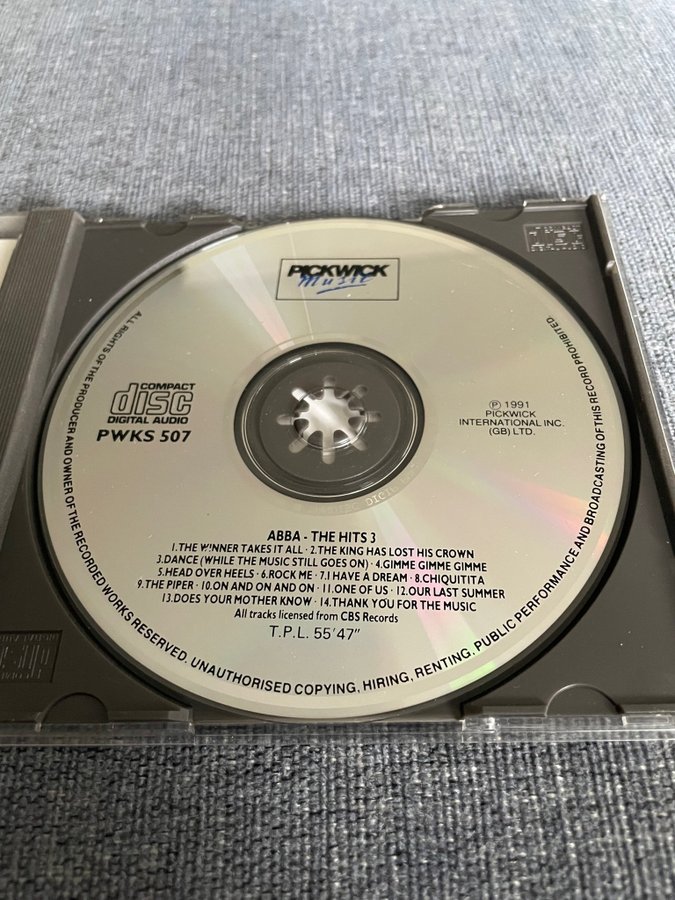 PICKWICK
Music
COMPACT
disc
DIGITAL AUDIO
PWKS 507
℗ 1991
PICKWICK
INTERNATIONAL INC.
(GB) LTD.
ABBA - THE HITS 3
1.THE WINNER TAKES IT ALL · 2.THE KING HAS LOST HIS CROWN
3.DANCE (WHILE THE MUSIC STILL GOES ON) · 4.GIMME GIMME GIMME
5.HEAD OVER HEELS · 6.ROCK ME · 7.I HAVE A DREAM · 8.CHIQUITITA
9.THE PIPER · 10.ON AND ON AND ON · 11.ONE OF US · 12.OUR LAST SUMMER
13.DOES YOUR MOTHER KNOW · 14.THANK YOU FOR THE MUSIC
All tracks licensed from CBS Records
T.P.L. 55'47"
ALL RIGHTS OF THE PRODUCER AND OWNER OF THE RECORDED WORKS RESERVED. UNAUTHORISED COPYING, HIRING, RENTING, PUBLIC PERFORMANCE AND BROADCASTING OF THIS RECORD PROHIBITED.